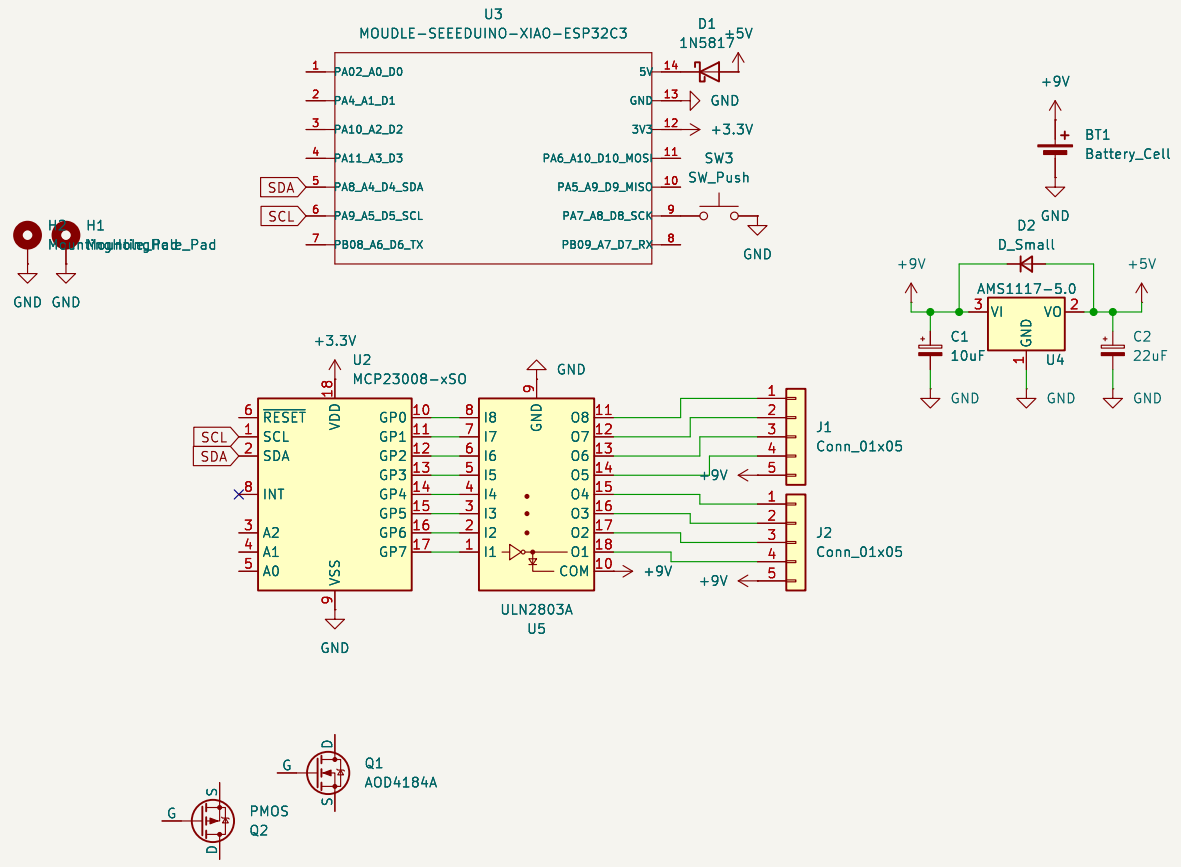 U3
MOUDLE-SEEEDUINO-XIAO-ESP32C3
1 PA02_A0_D0
2 PA4_A1_D1
3 PA10_A2_D2
4 PA11_A3_D3
SDA 5 PA8_A4_D4_SDA
SCL 6 PA9_A5_D5_SCL
7 PB08_A6_D6_TX
5V 14
GND 13 GND
3V3 12 +3.3V
PA6_A10_D10_MOSI 11
PA5_A9_D9_MISO 10
PA7_A8_D8_SCK 9
PB09_A7_D7_RX 8
D1
1N5817
+5V
SW3
SW_Push
GND
+9V
BT1
Battery_Cell
GND
H2
MountingHole_Pad
GND
H1
MountingHole_Pad
GND
D2
D_Small
+9V
+5V
AMS1117-5.0
3 VI VO 2
GND
1
U4
C1
10uF
C2
22uF
GND
GND
GND
+3.3V
U2
MCP23008-xSO
18
VDD
6 RESET
SCL 1 SCL
SDA 2 SDA
8 INT
3 A2
4 A1
5 A0
VSS
9
GND
GP0 10
GP1 11
GP2 12
GP3 13
GP4 14
GP5 15
GP6 16
GP7 17
GND
9
GND
8 I8
7 I7
6 I6
5 I5
4 I4
3 I3
2 I2
1 I1
O8 11
O7 12
O6 13
O5 14
O4 15
O3 16
O2 17
O1 18
COM 10 +9V
ULN2803A
U5
1
2
3
4
+9V 5
J1
Conn_01x05
1
2
3
4
+9V 5
J2
Conn_01x05
D
G
S
Q1
AOD4184A
S
G
D
PMOS
Q2